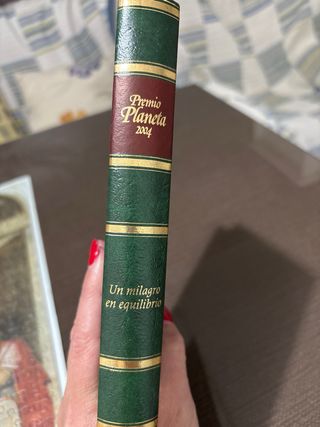 Premio
Planeta
2004
Un milagro
en equilibrio